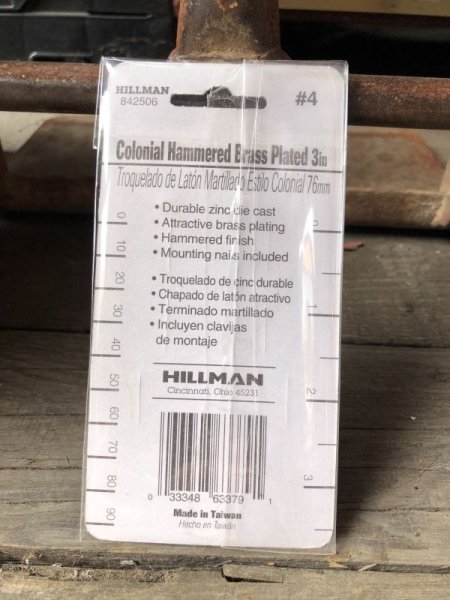 HILLMAN
842506
#4
Colonial Hammered Brass Plated 3in
Troquelado de Latón Martillado Estilo Colonial 76mm
• Durable zinc die cast
• Attractive brass plating
• Hammered finish
• Mounting nails included
• Troquelado de cinc durable
• Chapado de latón atractivo
• Terminado martillado
• Incluyen clavijas
de montaje
HILLMAN
Cincinnati, Ohio 45231
0 33348 63379 1
Made in Taiwan
Hecho en Taiwán
0
10
20
30
40
50
60
70
80
90
0
1
2
3